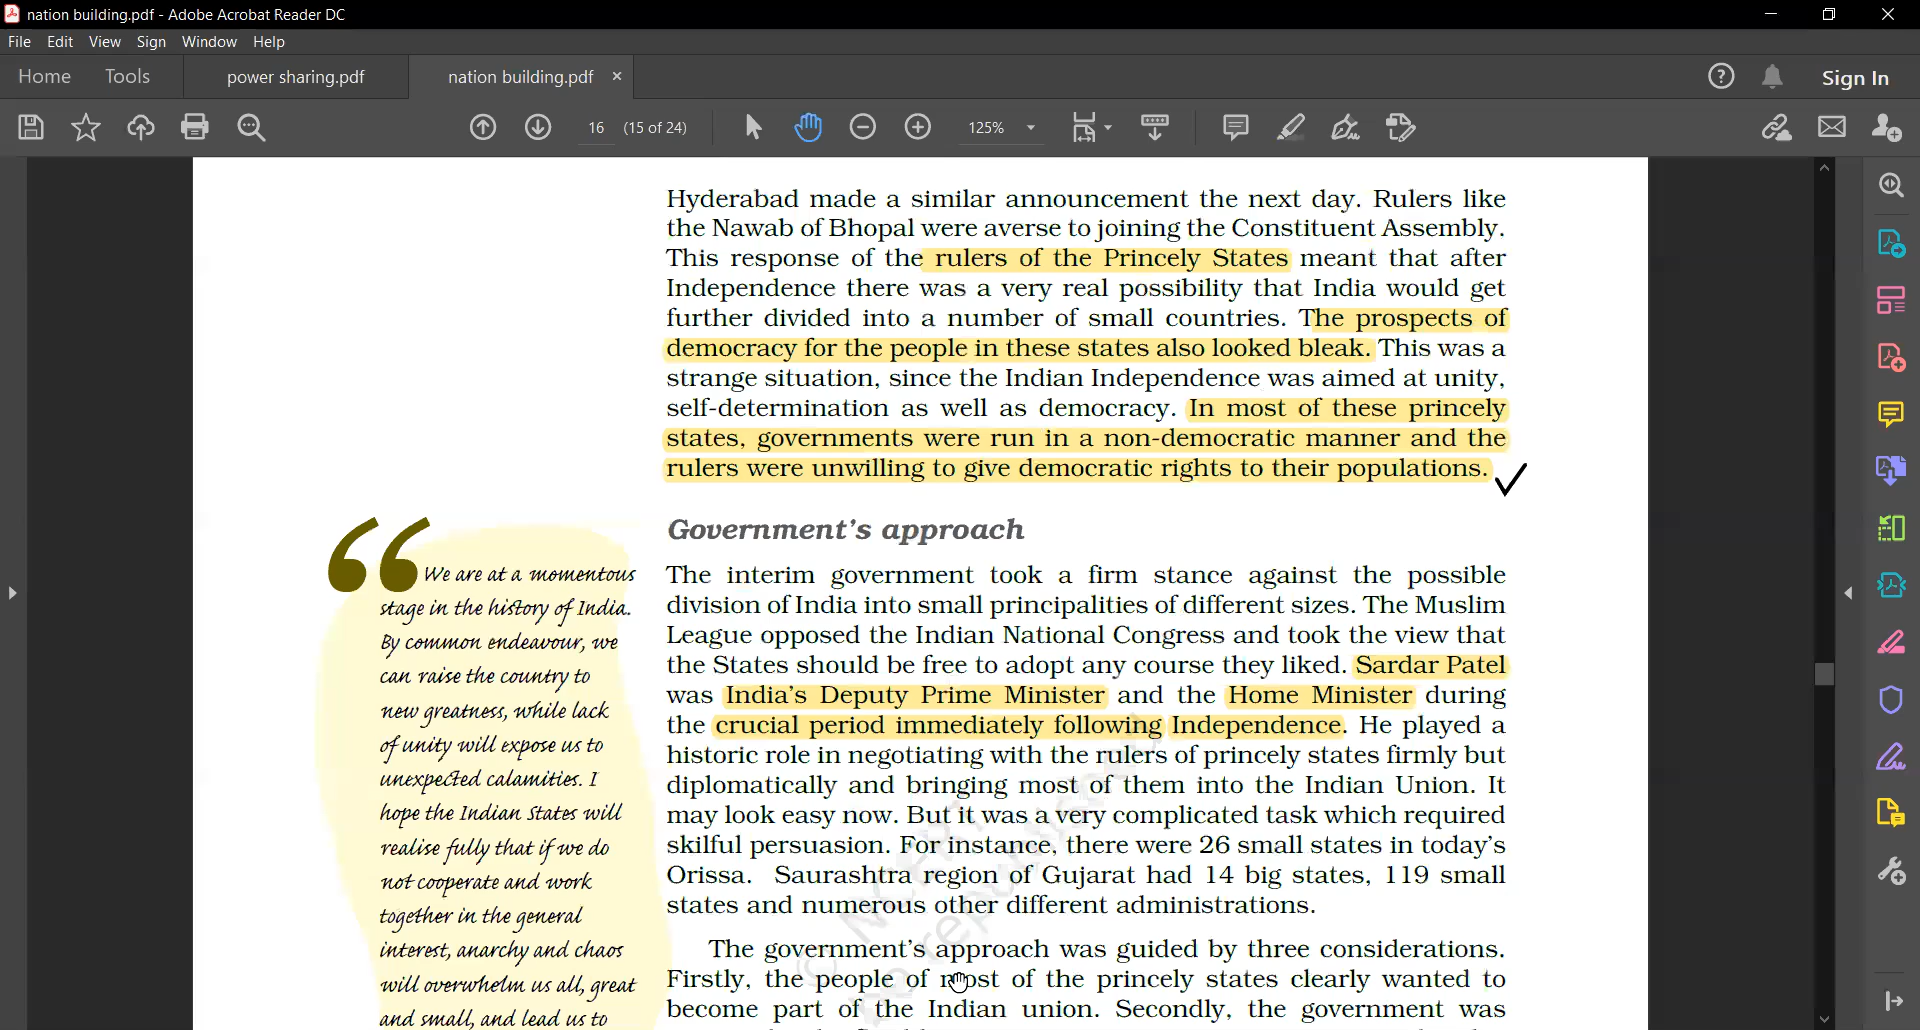 nation building.pdf - Adobe Acrobat Reader DC
File Edit View Sign Window Help
Home Tools power sharing.pdf nation building.pdf × Sign In
16 (15 of 24) 125%
Hyderabad made a similar announcement the next day. Rulers like
the Nawab of Bhopal were averse to joining the Constituent Assembly.
This response of the rulers of the Princely States meant that after
Independence there was a very real possibility that India would get
further divided into a number of small countries. The prospects of
democracy for the people in these states also looked bleak. This was a
strange situation, since the Indian Independence was aimed at unity,
self-determination as well as democracy. In most of these princely
states, governments were run in a non-democratic manner and the
rulers were unwilling to give democratic rights to their populations.
Government's approach
The interim government took a firm stance against the possible
division of India into small principalities of different sizes. The Muslim
League opposed the Indian National Congress and took the view that
the States should be free to adopt any course they liked. Sardar Patel
was India's Deputy Prime Minister and the Home Minister during
the crucial period immediately following Independence. He played a
historic role in negotiating with the rulers of princely states firmly but
diplomatically and bringing most of them into the Indian Union. It
may look easy now. But it was a very complicated task which required
skilful persuasion. For instance, there were 26 small states in today's
Orissa. Saurashtra region of Gujarat had 14 big states, 119 small
states and numerous other different administrations.
The government's approach was guided by three considerations.
Firstly, the people of most of the princely states clearly wanted to
become part of the Indian union. Secondly, the government was
“We are at a momentous
stage in the history of India.
By common endeavour, we
can raise the country to
new greatness, while lack
of unity will expose us to
unexpected calamities. I
hope the Indian States will
realise fully that if we do
not cooperate and work
together in the general
interest, anarchy and chaos
will overwhelm us all, great
and small, and lead us to
© NCERT